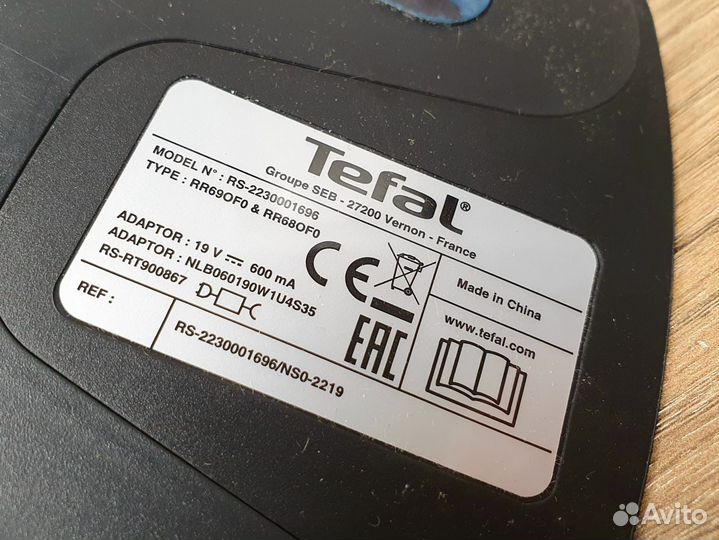 Tefal®
Groupe SEB - 27200 Vernon - France
MODEL N° : RS-2230001696
TYPE : RR69OF0 & RR68OF0
ADAPTOR : 19 V ⎓ 600 mA
ADAPTOR : NLB060190W1U4S35
RS-RT900867
REF :
RS-2230001696/NS0-2219
CE
EAC
Made in China
www.tefal.com
Avito